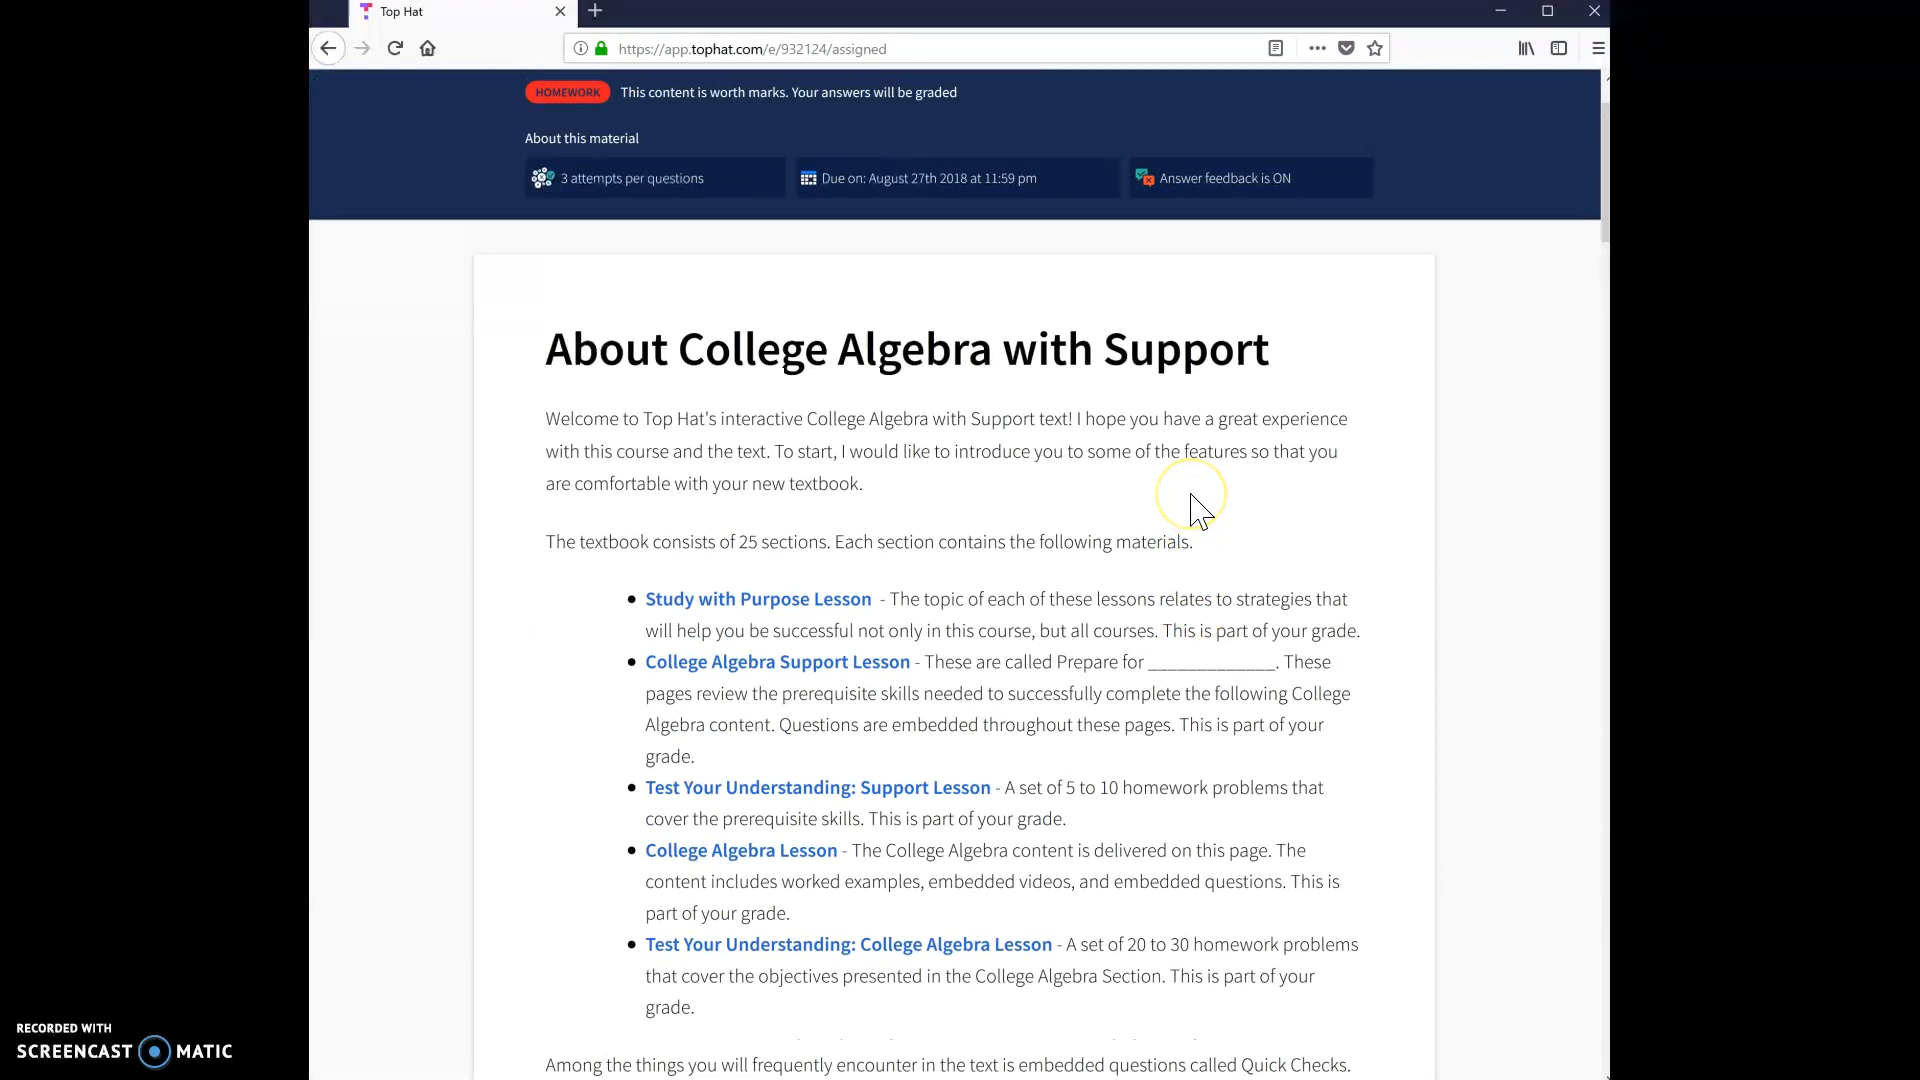 Top Hat
https://app.tophat.com/e/932124/assigned
HOMEWORK This content is worth marks. Your answers will be graded
About this material
3 attempts per questions
Due on: August 27th 2018 at 11:59 pm
Answer feedback is ON
About College Algebra with Support
Welcome to Top Hat's interactive College Algebra with Support text! I hope you have a great experience
with this course and the text. To start, I would like to introduce you to some of the features so that you
are comfortable with your new textbook.
The textbook consists of 25 sections. Each section contains the following materials.
• Study with Purpose Lesson - The topic of each of these lessons relates to strategies that
will help you be successful not only in this course, but all courses. This is part of your grade.
• College Algebra Support Lesson - These are called Prepare for _____________. These
pages review the prerequisite skills needed to successfully complete the following College
Algebra content. Questions are embedded throughout these pages. This is part of your
grade.
• Test Your Understanding: Support Lesson - A set of 5 to 10 homework problems that
cover the prerequisite skills. This is part of your grade.
• College Algebra Lesson - The College Algebra content is delivered on this page. The
content includes worked examples, embedded videos, and embedded questions. This is
part of your grade.
• Test Your Understanding: College Algebra Lesson - A set of 20 to 30 homework problems
that cover the objectives presented in the College Algebra Section. This is part of your
grade.
Among the things you will frequently encounter in the text is embedded questions called Quick Checks.
RECORDED WITH
SCREENCAST MATIC